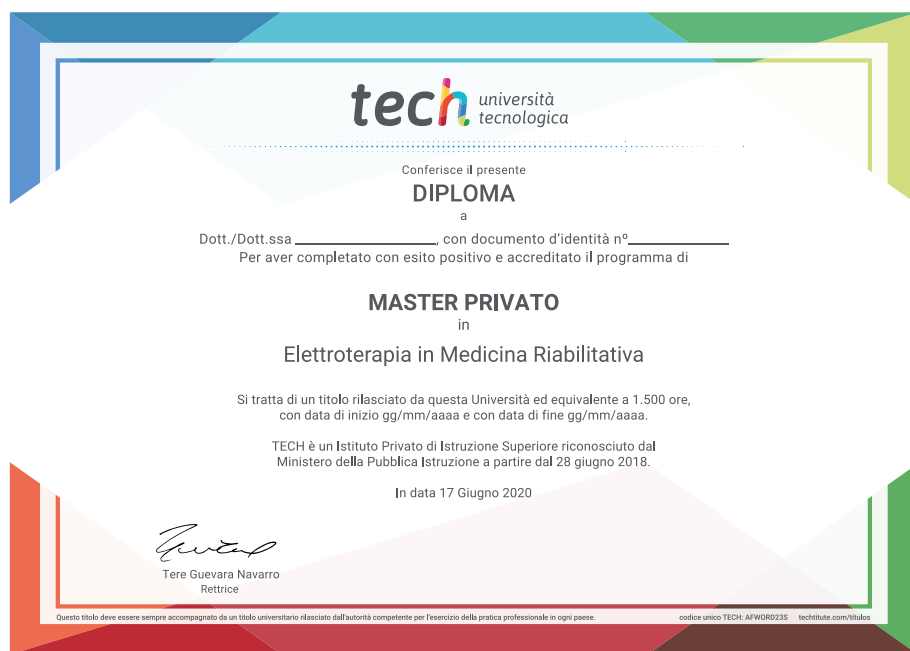 tech università
tecnologica
Conferisce il presente
DIPLOMA
a
Dott./Dott.ssa ________________, con documento d'identità nº____________
Per aver completato con esito positivo e accreditato il programma di
MASTER PRIVATO
in
Elettroterapia in Medicina Riabilitativa
Si tratta di un titolo rilasciato da questa Università ed equivalente a 1.500 ore,
con data di inizio gg/mm/aaaa e con data di fine gg/mm/aaaa.
TECH è un Istituto Privato di Istruzione Superiore riconosciuto dal
Ministero della Pubblica Istruzione a partire dal 28 giugno 2018.
In data 17 Giugno 2020
Tere Guevara Navarro
Rettrice
Questo titolo deve essere sempre accompagnato da un titolo universitario rilasciato dall'autorità competente per l'esercizio della pratica professionale in ogni paese. codice unico TECH: AFWORD23S techtitute.com/titulos